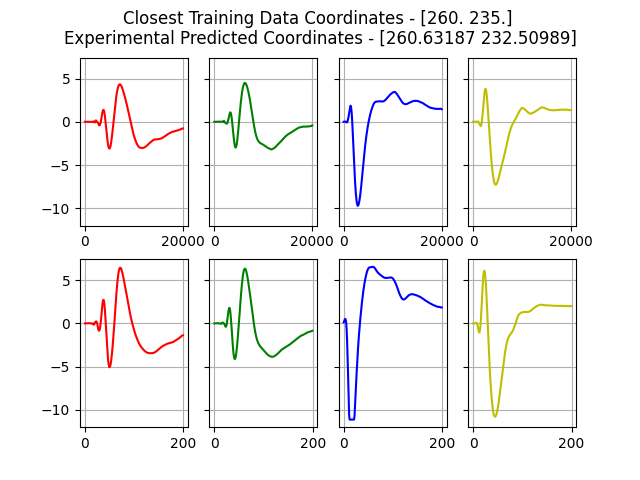 Closest Training Data Coordinates - [260. 235.]
Experimental Predicted Coordinates - [260.63187 232.50989]
5
0
−5
−10
0 20000 0 20000 0 20000 0 20000
5
0
−5
−10
0 200 0 200 0 200 0 200